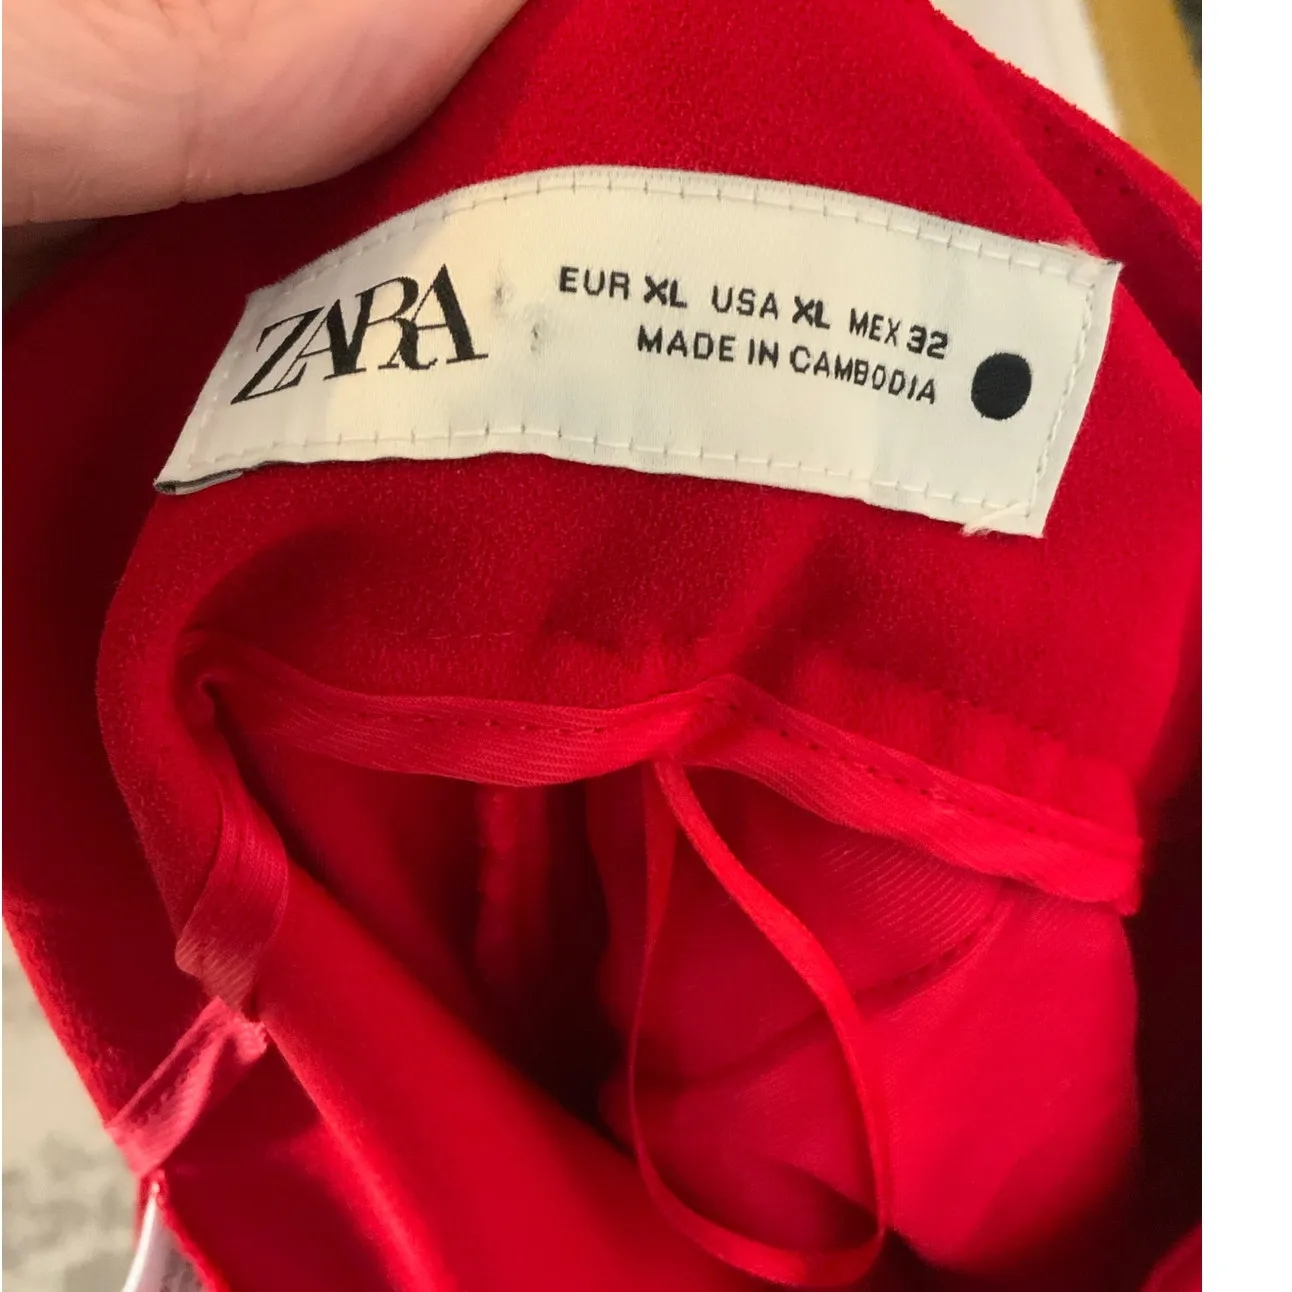 ZARA
EUR XL USA XL MEX 32
MADE IN CAMBODIA